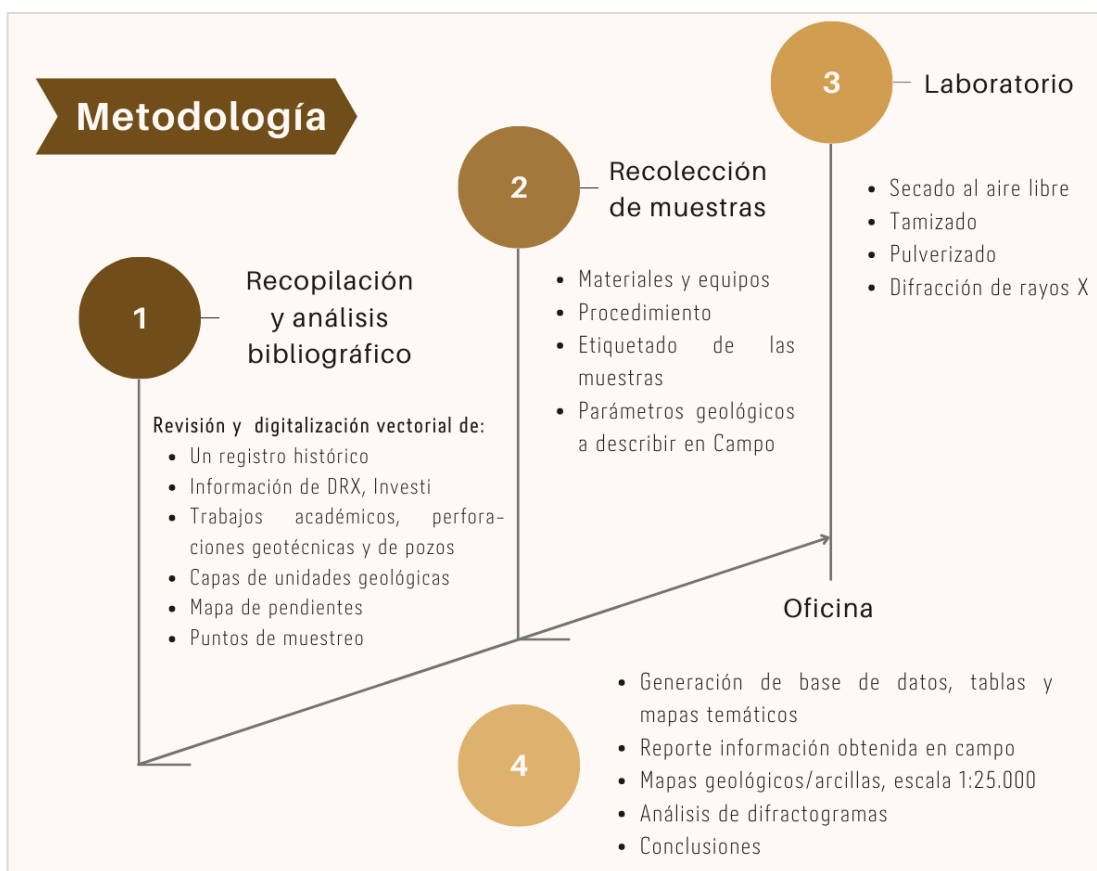 Metodología
1
Recopilación
y análisis
bibliográfico
Revisión y digitalización vectorial de:
• Un registro histórico
• Información de DRX, Investi
• Trabajos académicos, perfora-
ciones geotécnicas y de pozos
• Capas de unidades geológicas
• Mapa de pendientes
• Puntos de muestreo
2
Recolección
de muestras
• Materiales y equipos
• Procedimiento
• Etiquetado de las
muestras
• Parámetros geológicos
a describir en Campo
3
Laboratorio
• Secado al aire libre
• Tamizado
• Pulverizado
• Difracción de rayos X
4
Oficina
• Generación de base de datos, tablas y
mapas temáticos
• Reporte información obtenida en campo
• Mapas geológicos/arcillas, escala 1:25.000
• Análisis de difractogramas
• Conclusiones